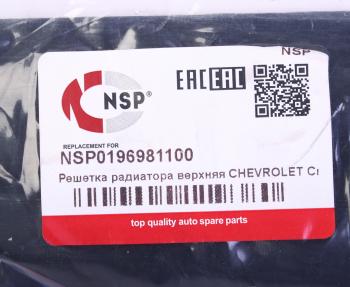 NSP
NSP®
EAC EAC
REPLACEMENT FOR
NSP0196981100
Решетка радиатора верхняя CHEVROLET
top quality auto spare parts